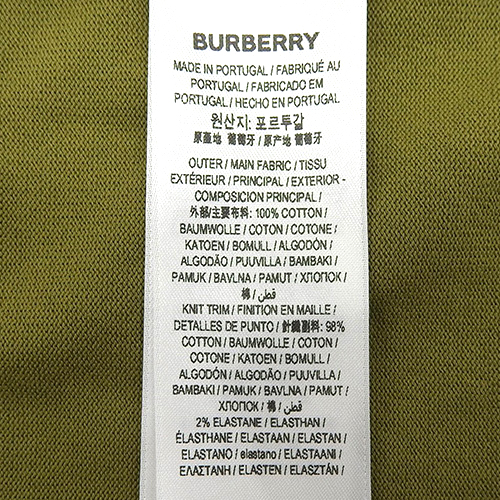 BURBERRY
MADE IN PORTUGAL / FABRIQUÉ AU
PORTUGAL / FABRICADO EM
PORTUGAL / HECHO EN PORTUGAL
원산지: 포르투갈
原產地 葡萄牙 / 原产地 葡萄牙
OUTER / MAIN FABRIC / TISSU
EXTÉRIEUR / PRINCIPAL / EXTERIOR -
COMPOSICION PRINCIPAL /
外部/主要布料: 100% COTTON /
BAUMWOLLE / COTON / COTONE /
KATOEN / BOMULL / ALGODÓN /
ALGODÃO / PUUVILLA / BAMBAKI /
PAMUK / BAVLNA / PAMUT / ХЛОПОК /
棉 / قطن /
KNIT TRIM / FINITION EN MAILLE /
DETALLES DE PUNTO / 針織副料: 98%
COTTON / BAUMWOLLE / COTON /
COTONE / KATOEN / BOMULL /
ALGODÓN / ALGODÃO / PUUVILLA /
BAMBAKI / PAMUK / BAVLNA / PAMUT /
ХЛОПОК / 棉 / قطن /
2% ELASTANE / ELASTHAN /
ÉLASTHANE / ELASTAAN / ELASTAN /
ELASTANO / elastano / ELASTAANI /
ΕΛΑΣΤΑΝΗ / ELASTEN / ELASZTÁN /